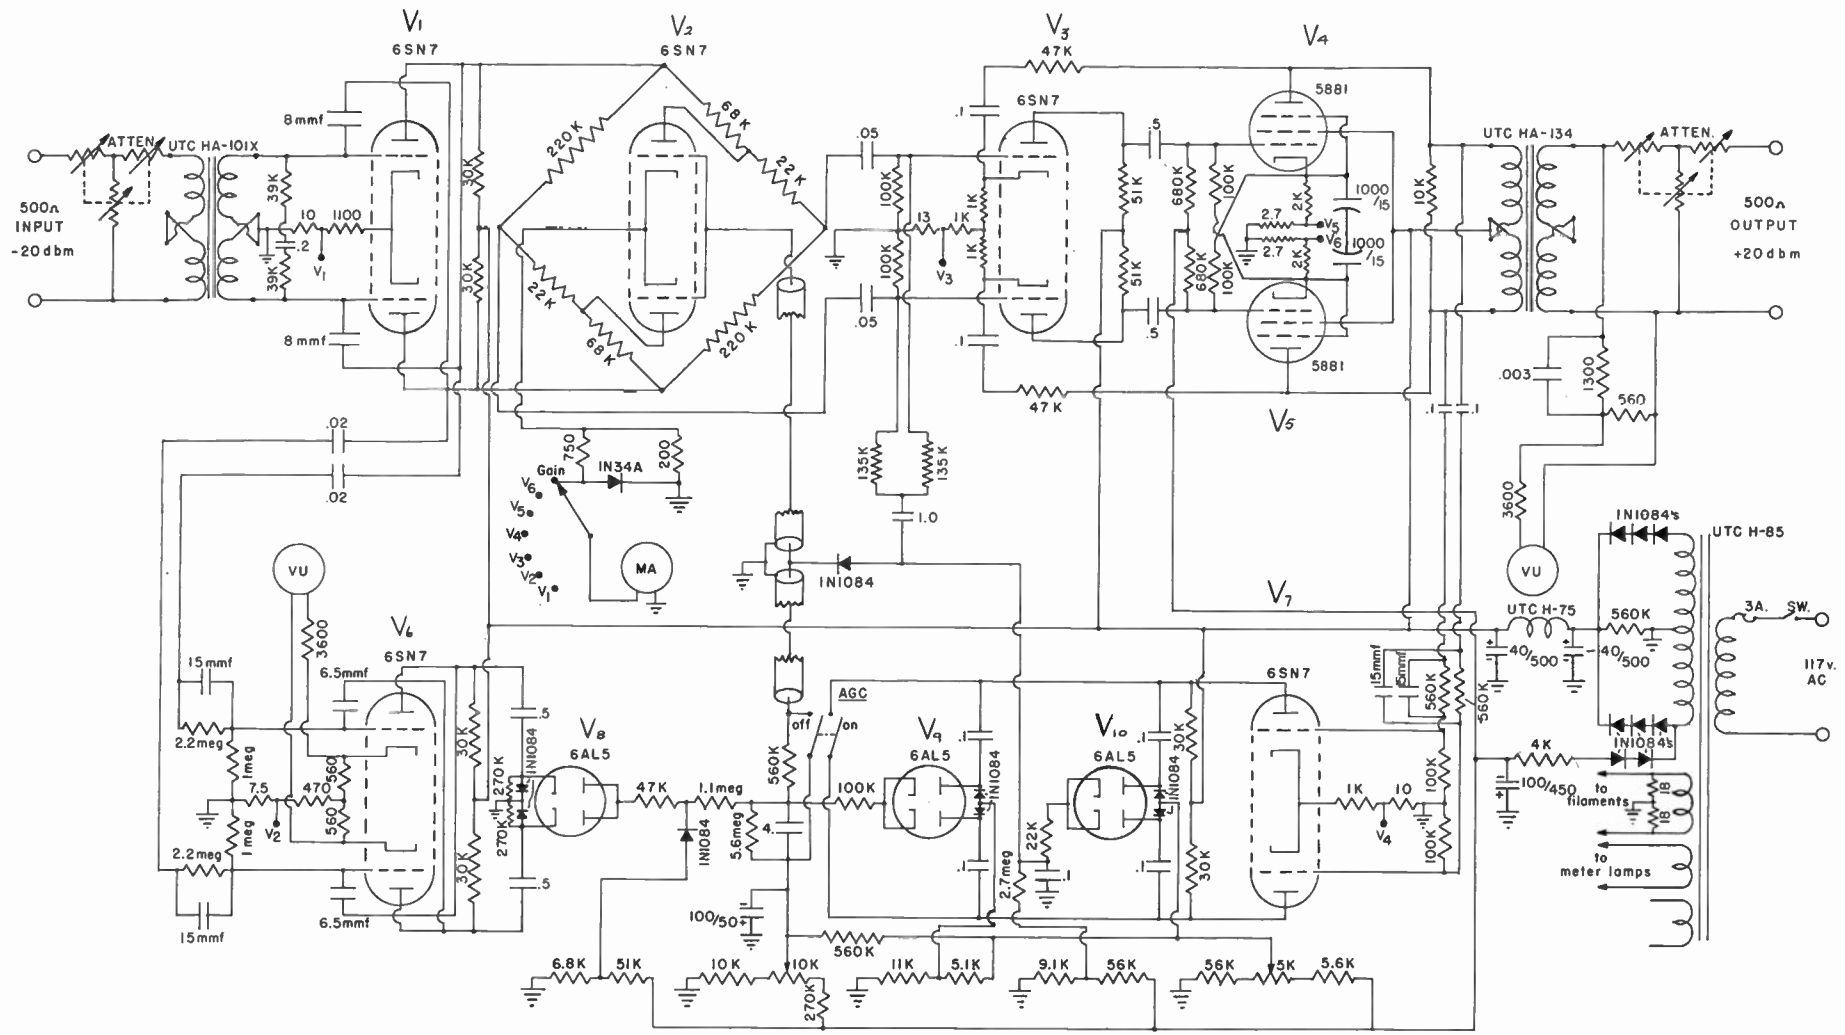 V1
6SN7
V2
6SN7
V3
47K
V4
6SN7
5881
8mmf
ATTEN.
UTC HA-101X
39K
30K
220K
68K
22K
.05
.1
100K
1K
51K
.5
680K
100K
2K
1000/15
10K
UTC HA-134
ATTEN.
500Ω
INPUT
-20dbm
10
1100
.2
V1
39K
30K
13
1K
V3
1K
100K
2.7
V5
V6
2.7
1000/15
2K
500Ω
OUTPUT
+20dbm
8mmf
22K
68K
220K
.05
.1
51K
.5
680K
100K
5881
47K
V5
.003
1300
560
.1
.1
.02
.02
750
200
Gain
1N34A
V6
V5
V4
V3
V2
V1
MA
135K
135K
1.0
1N1084
3600
VU
1N1084's
UTC H-85
VU
3600
V6
6SN7
V7
6SN7
UTC H-75
560K
3A.
SW.
40/500
40/500
117v.
AC
15mmf
6.5mmf
2.2meg
1meg
7.5
470
560
V2
560
1meg
2.2meg
15mmf
6.5mmf
30K
30K
.5
.5
270K
1N1084
270K
V8
6AL5
47K
1.1meg
1N1084
5.6meg
4.
560K
off
AGC
on
100K
V9
6AL5
.1
1N1084
.1
V10
6AL5
.1
1N1084
.1
30K
30K
22K
2.7meg
.1
1K
10
V4
100K
100K
15mmf
15mmf
560K
560K
1N1084's
4K
100/450
to
filaments
18
18
to
meter lamps
100/50
560K
6.8K
51K
10K
10K
270K
11K
5.1K
9.1K
56K
56K
5K
5.6K